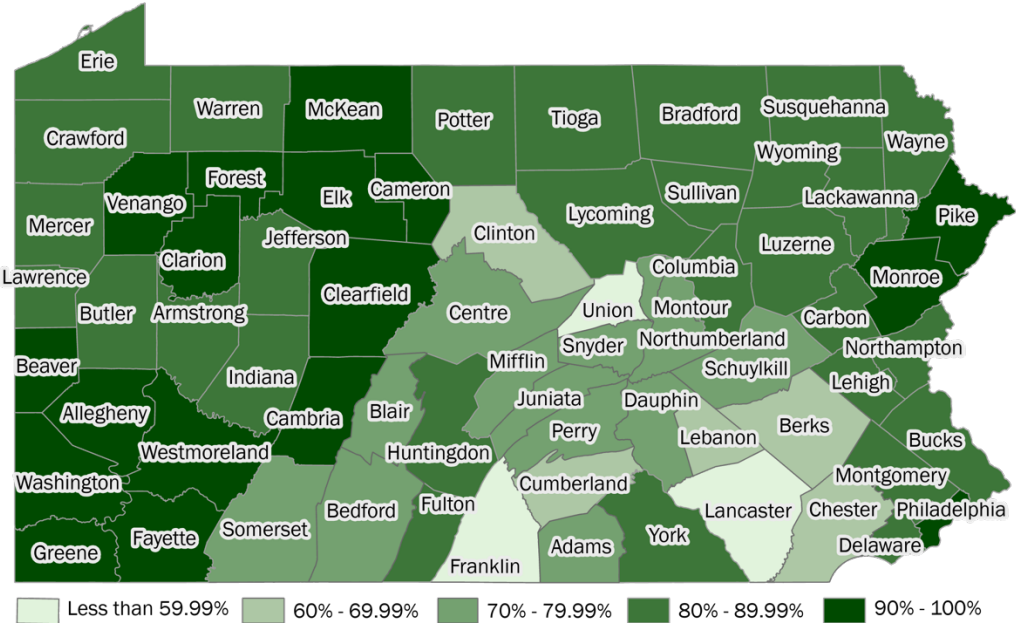 Erie
Warren
McKean
Potter
Tioga
Bradford
Susquehanna
Crawford
Wayne
Wyoming
Forest
Elk
Cameron
Sullivan
Lackawanna
Venango
Lycoming
Pike
Mercer
Clinton
Jefferson
Luzerne
Clarion
Columbia
Monroe
Lawrence
Clearfield
Butler
Armstrong
Centre
Union
Montour
Carbon
Snyder
Northumberland
Northampton
Beaver
Mifflin
Schuylkill
Indiana
Lehigh
Allegheny
Cambria
Blair
Juniata
Dauphin
Perry
Lebanon
Berks
Bucks
Westmoreland
Huntingdon
Washington
Cumberland
Montgomery
Fulton
Bedford
Lancaster
Chester
Philadelphia
Somerset
Fayette
Greene
York
Adams
Delaware
Franklin
Less than 59.99%
60% - 69.99%
70% - 79.99%
80% - 89.99%
90% - 100%